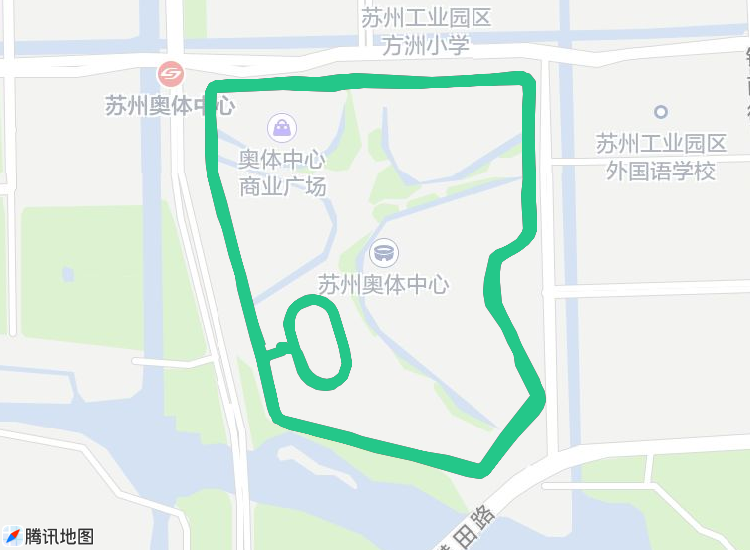 苏州工业园区
方洲小学
苏州奥体中心
奥体中心
商业广场
苏州工业园区
外国语学校
苏州奥体中心
田路
腾讯地图